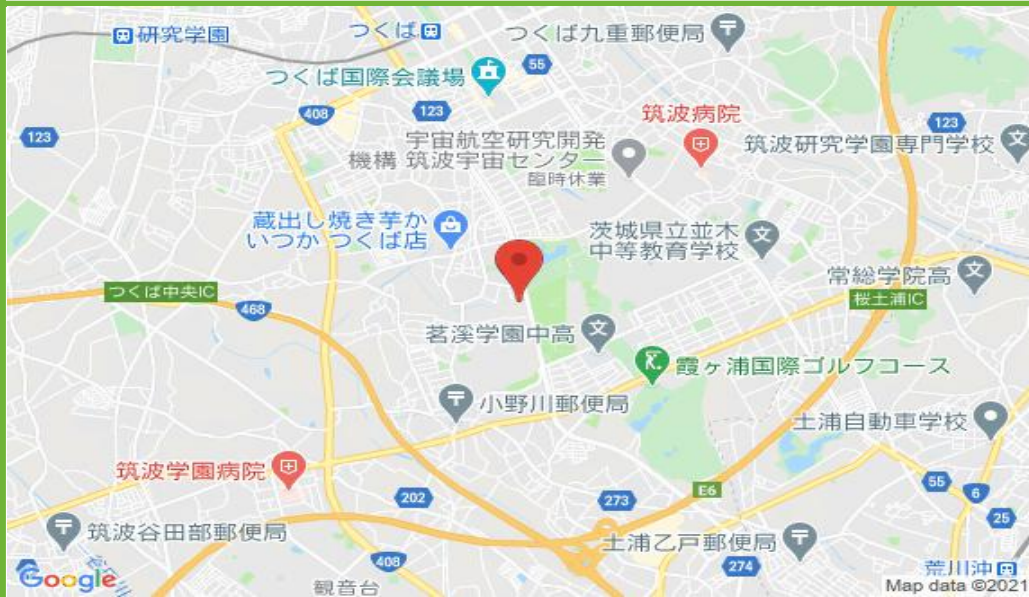 研究学園
つくば
つくば九重郵便局
つくば国際会議場
55
408
123
筑波病院
123
123
宇宙航空研究開発
機構 筑波宇宙センター
臨時休業
筑波研究学園専門学校
蔵出し焼き芋か
いつか つくば店
茨城県立並木
中等教育学校
常総学院高
つくば中央IC
468
桜土浦IC
茗溪学園中高
霞ヶ浦国際ゴルフコース
小野川郵便局
土浦自動車学校
筑波学園病院
202
273
E6
55
6
25
筑波谷田部郵便局
土浦乙戸郵便局
408
274
荒川沖
観音台
Google
Map data ©2021